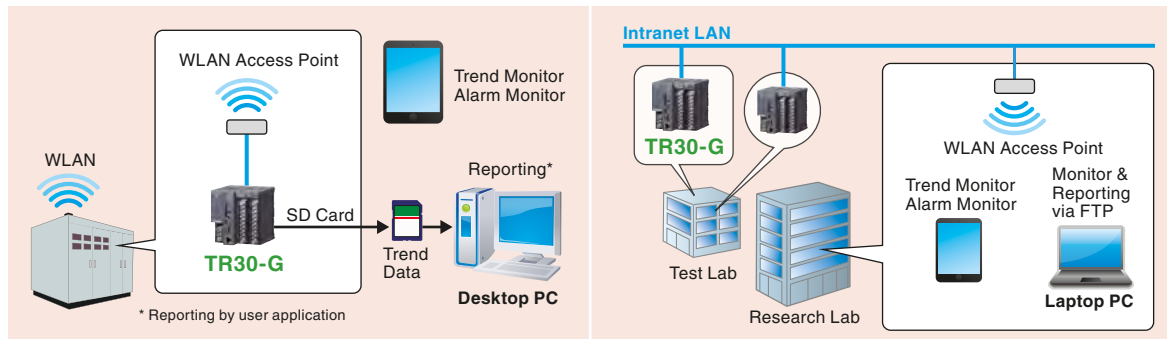 WLAN Access Point
Trend Monitor
Alarm Monitor
WLAN
TR30-G
SD Card
Trend
Data
Reporting*
Desktop PC
* Reporting by user application
Intranet LAN
TR30-G
Test Lab
Research Lab
WLAN Access Point
Trend Monitor
Alarm Monitor
Monitor &
Reporting
via FTP
Laptop PC